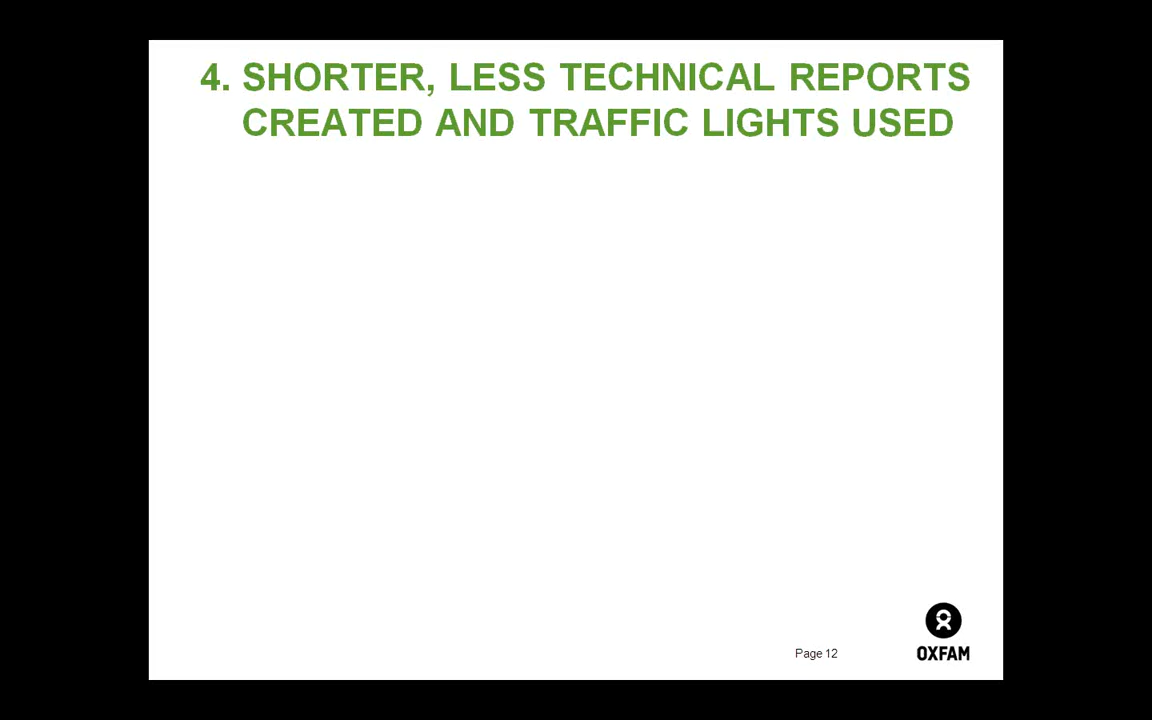 4. SHORTER, LESS TECHNICAL REPORTS
CREATED AND TRAFFIC LIGHTS USED
Page 12
OXFAM